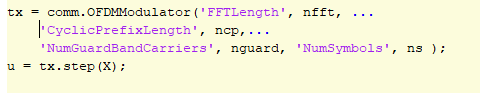 tx = comm.OFDMModulator('FFTLength', nfft, ...
'CyclicPrefixLength', ncp,...
'NumGuardBandCarriers', nguard, 'NumSymbols', ns );
u = tx.step(X);